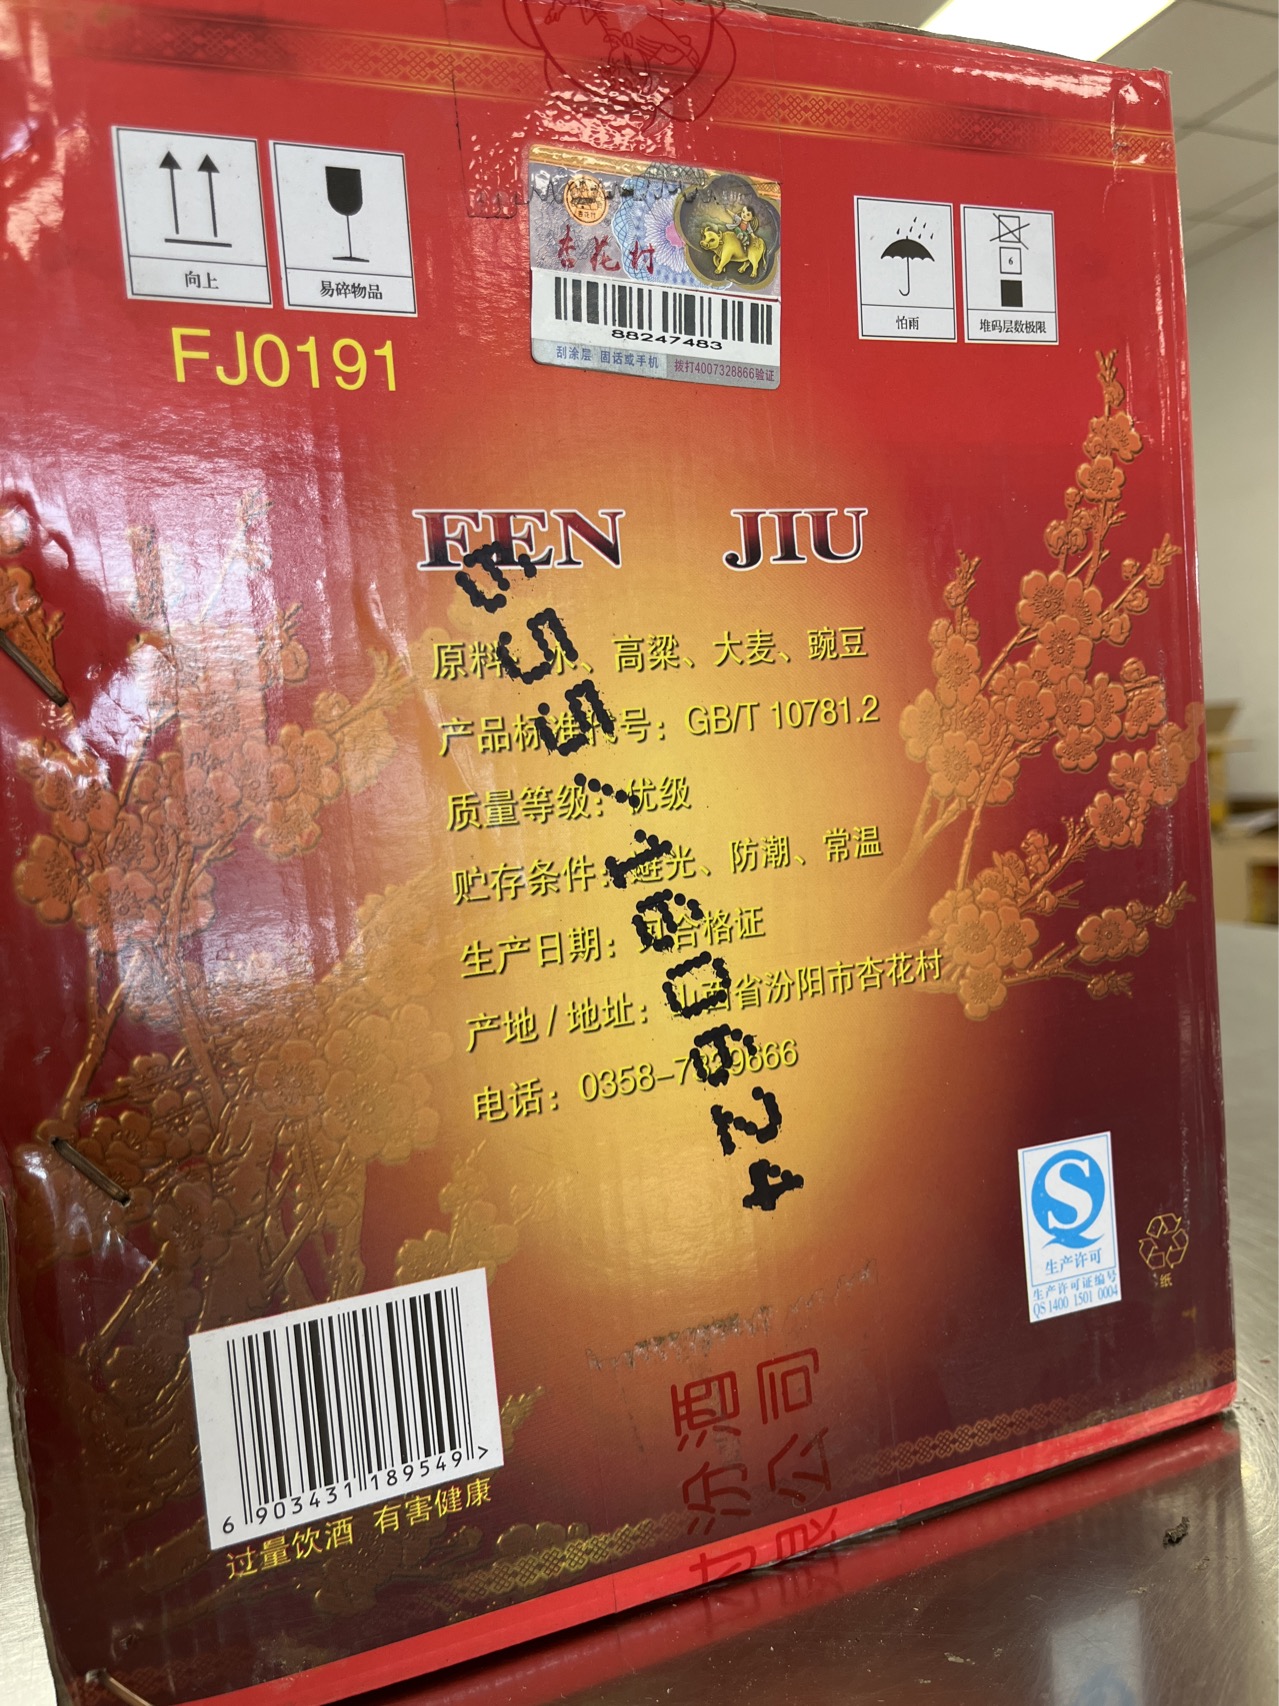 向上
易碎物品
杏花村
88247483
刮涂层 固话或手机 拨打4007328866验证
怕雨
6
堆码层数极限
FJ0191
FEN JIU
原料 水、高粱、大麦、豌豆
产品标准代号：GB/T 10781.2
质量等级：优级
贮存条件：避光、防潮、常温
生产日期：见合格证
产地/地址：山西省汾阳市杏花村
电话：0358-7329866
生产许可
生产许可证编号
QS 1400 1501 0004
纸
6 903431 189549 >
过量饮酒 有害健康